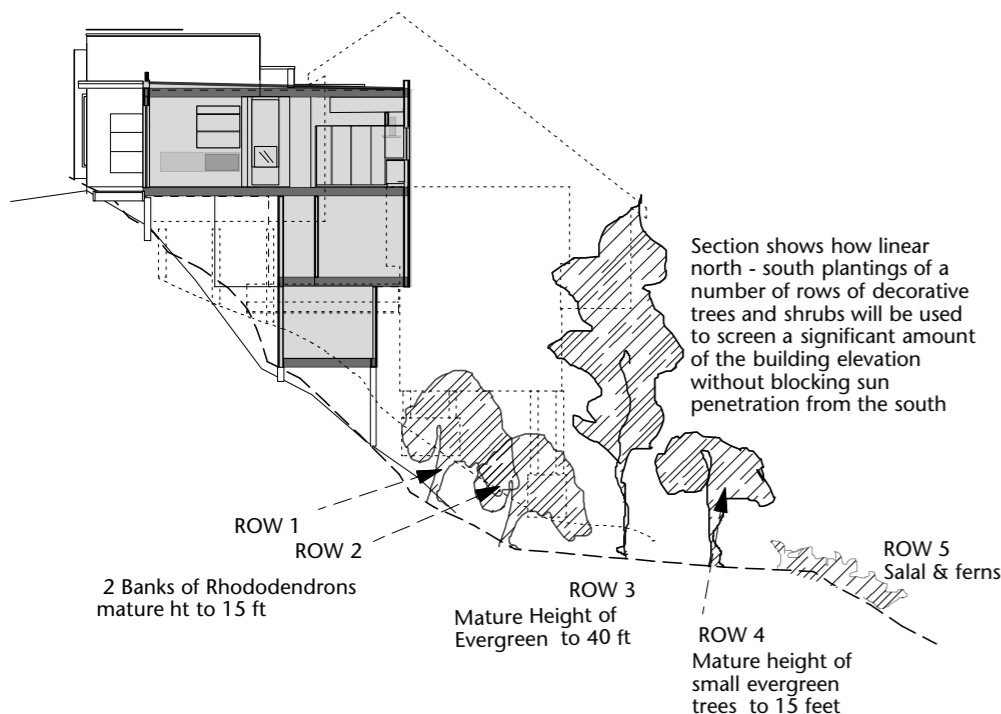 Section shows how linear
north - south plantings of a
number of rows of decorative
trees and shrubs will be used
to screen a significant amount
of the building elevation
without blocking sun
penetration from the south
ROW 1
ROW 2
2 Banks of Rhododendrons
mature ht to 15 ft
ROW 3
Mature Height of
Evergreen to 40 ft
ROW 4
Mature height of
small evergreen
trees to 15 feet
ROW 5
Salal & ferns